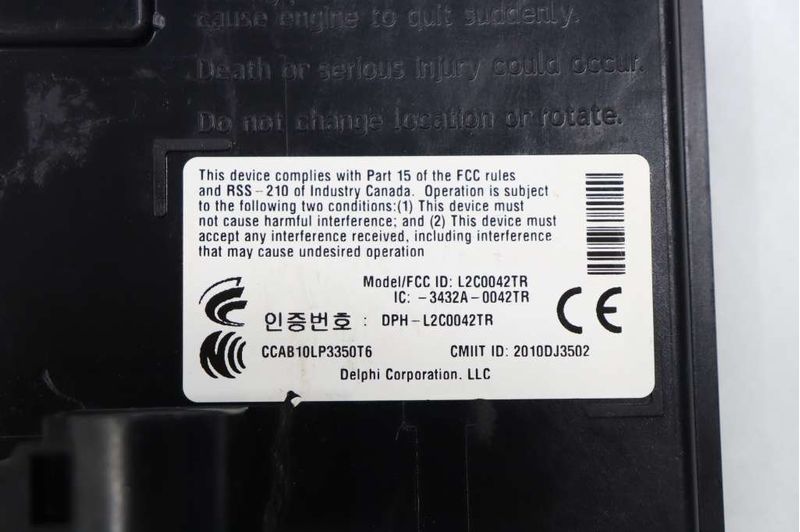 cause engine to quit suddenly.
Death or serious injury could occur.
Do not change location or rotate.
This device complies with Part 15 of the FCC rules
and RSS-210 of Industry Canada. Operation is subject
to the following two conditions:(1) This device must
not cause harmful interference; and (2) This device must
accept any interference received, including interference
that may cause undesired operation
Model/FCC ID: L2C0042TR
IC: -3432A-0042TR
인증번호 : DPH-L2C0042TR
CE
CCAB10LP3350T6 CMIIT ID: 2010DJ3502
Delphi Corporation. LLC